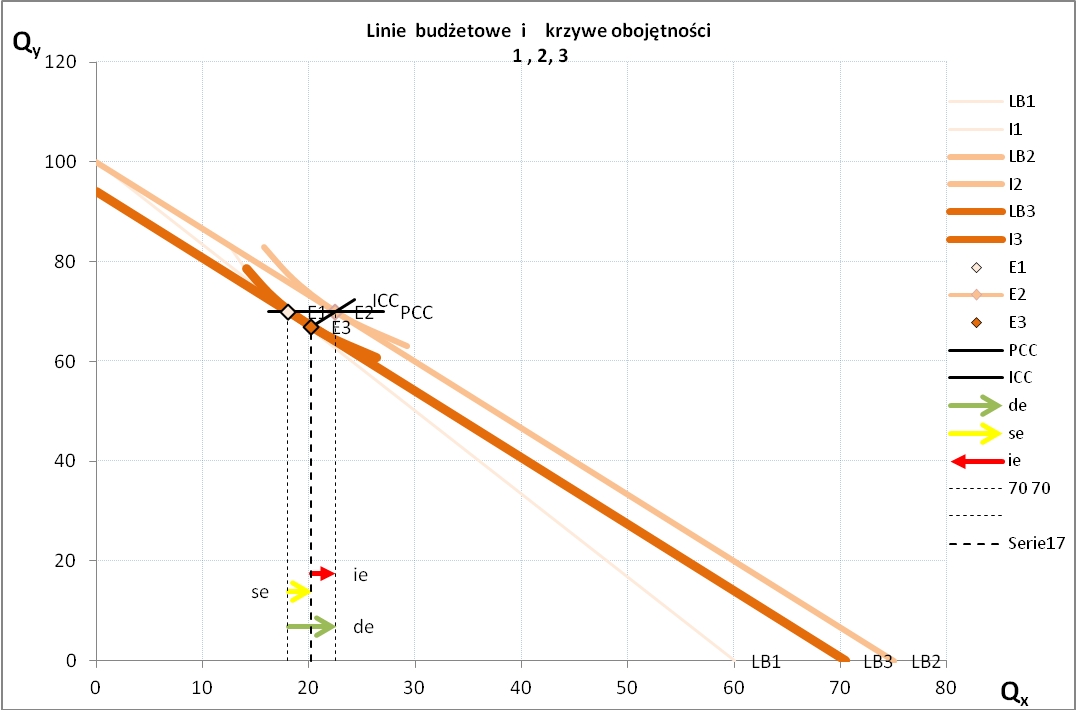 Linie budżetowe i krzywe obojętności
1 , 2, 3
Qy
120
100
80
60
40
20
0
0 10 20 30 40 50 60 70 80
Qx
E1
E2
ICC
PCC
E3
se
ie
de
LB1
LB3
LB2
LB1
I1
LB2
I2
LB3
I3
E1
E2
E3
PCC
ICC
de
se
ie
70 70
Serie17